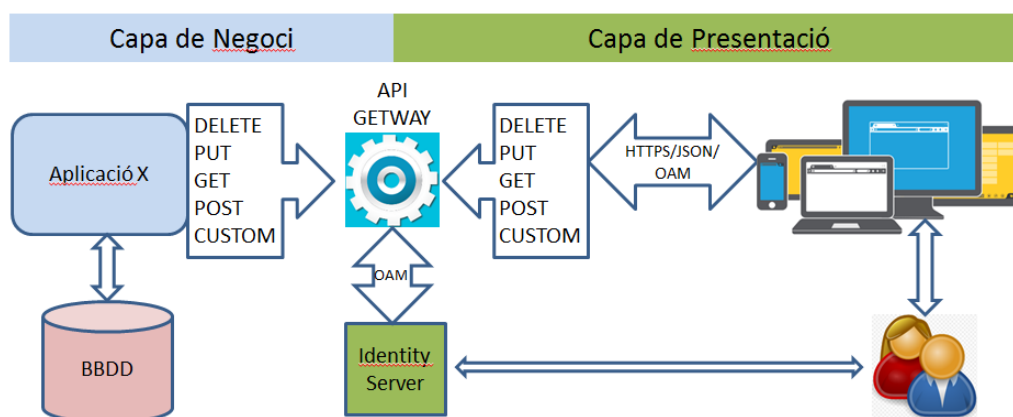 Capa de Negoci
Capa de Presentació
API
GETWAY
DELETE
PUT
GET
POST
CUSTOM
DELETE
PUT
GET
POST
CUSTOM
HTTPS/JSON/
OAM
Aplicació X
OAM
BBDD
Identity
Server